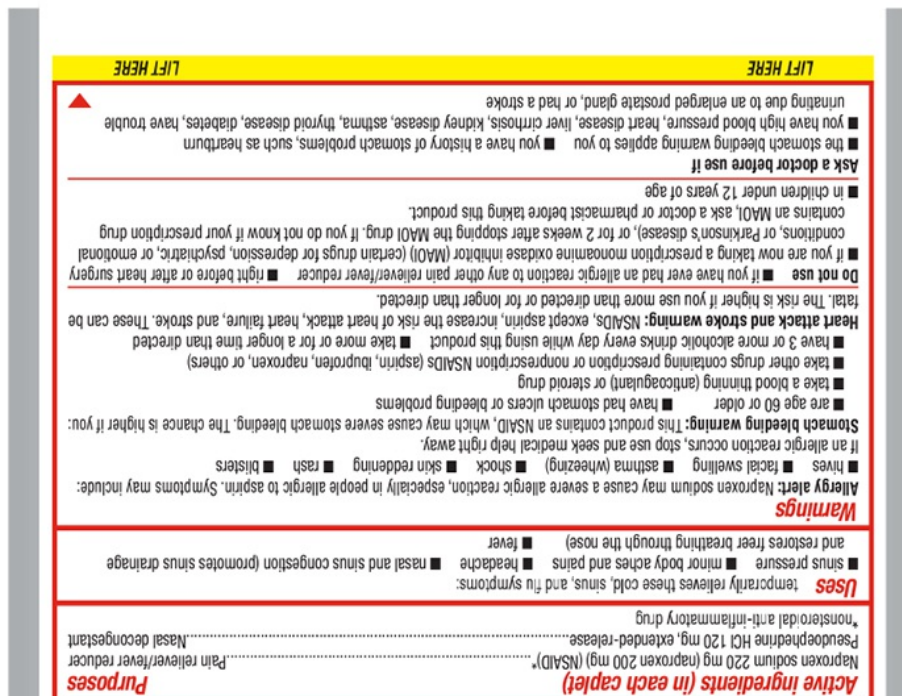 Active ingredients (in each caplet) Purposes
Naproxen sodium 220 mg (naproxen 200 mg) (NSAID)*..........Pain reliever/fever reducer
Pseudoephedrine HCl 120 mg, extended-release..........Nasal decongestant
*nonsteroidal anti-inflammatory drug
Uses temporarily relieves these cold, sinus, and flu symptoms:
■ sinus pressure ■ minor body aches and pains ■ headache ■ nasal and sinus congestion (promotes sinus drainage
and restores freer breathing through the nose) ■ fever
Warnings
Allergy alert: Naproxen sodium may cause a severe allergic reaction, especially in people allergic to aspirin. Symptoms may include:
■ hives ■ facial swelling ■ asthma (wheezing) ■ shock ■ skin reddening ■ rash ■ blisters
If an allergic reaction occurs, stop use and seek medical help right away.
Stomach bleeding warning: This product contains an NSAID, which may cause severe stomach bleeding. The chance is higher if you:
■ are age 60 or older ■ have had stomach ulcers or bleeding problems
■ take a blood thinning (anticoagulant) or steroid drug
■ take other drugs containing prescription or nonprescription NSAIDs (aspirin, ibuprofen, naproxen, or others)
■ have 3 or more alcoholic drinks every day while using this product ■ take more or for a longer time than directed
Heart attack and stroke warning: NSAIDs, except aspirin, increase the risk of heart attack, heart failure, and stroke. These can be
fatal. The risk is higher if you use more than directed or for longer than directed.
Do not use ■ if you have ever had an allergic reaction to any other pain reliever/fever reducer ■ right before or after heart surgery
■ if you are now taking a prescription monoamine oxidase inhibitor (MAOI) (certain drugs for depression, psychiatric, or emotional
conditions, or Parkinson's disease), or for 2 weeks after stopping the MAOI drug. If you do not know if your prescription drug
contains an MAOI, ask a doctor or pharmacist before taking this product.
■ in children under 12 years of age
Ask a doctor before use if
■ the stomach bleeding warning applies to you ■ you have a history of stomach problems, such as heartburn
■ you have high blood pressure, heart disease, liver cirrhosis, kidney disease, asthma, thyroid disease, diabetes, have trouble
urinating due to an enlarged prostate gland, or had a stroke
LIFT HERE LIFT HERE